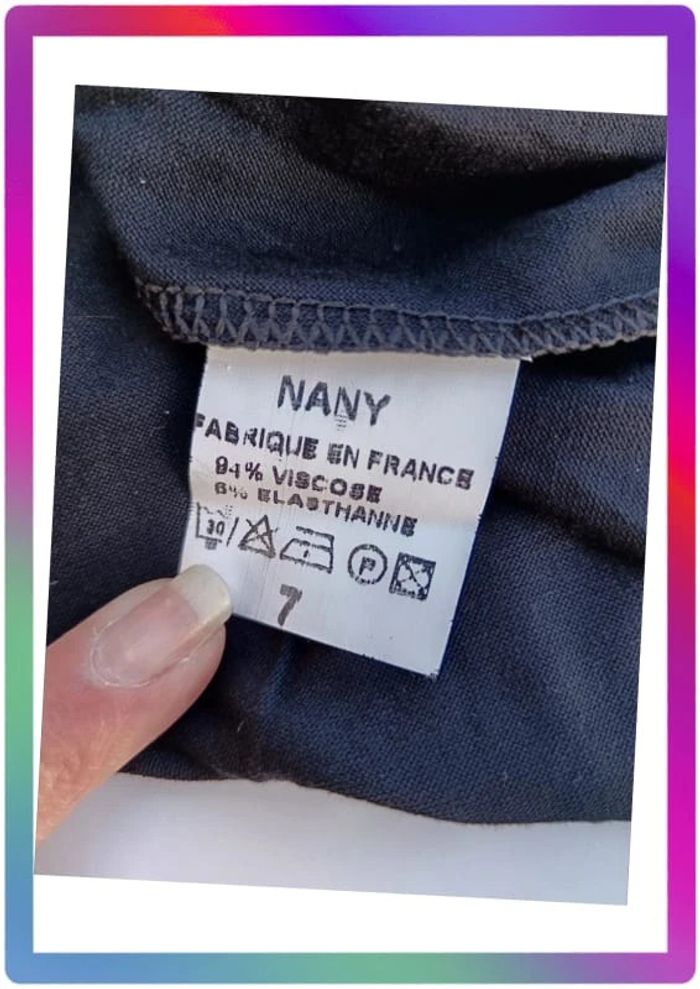 NANY
FABRIQUE EN FRANCE
94% VISCOSE
6% ELASTHANNE
30
P
7